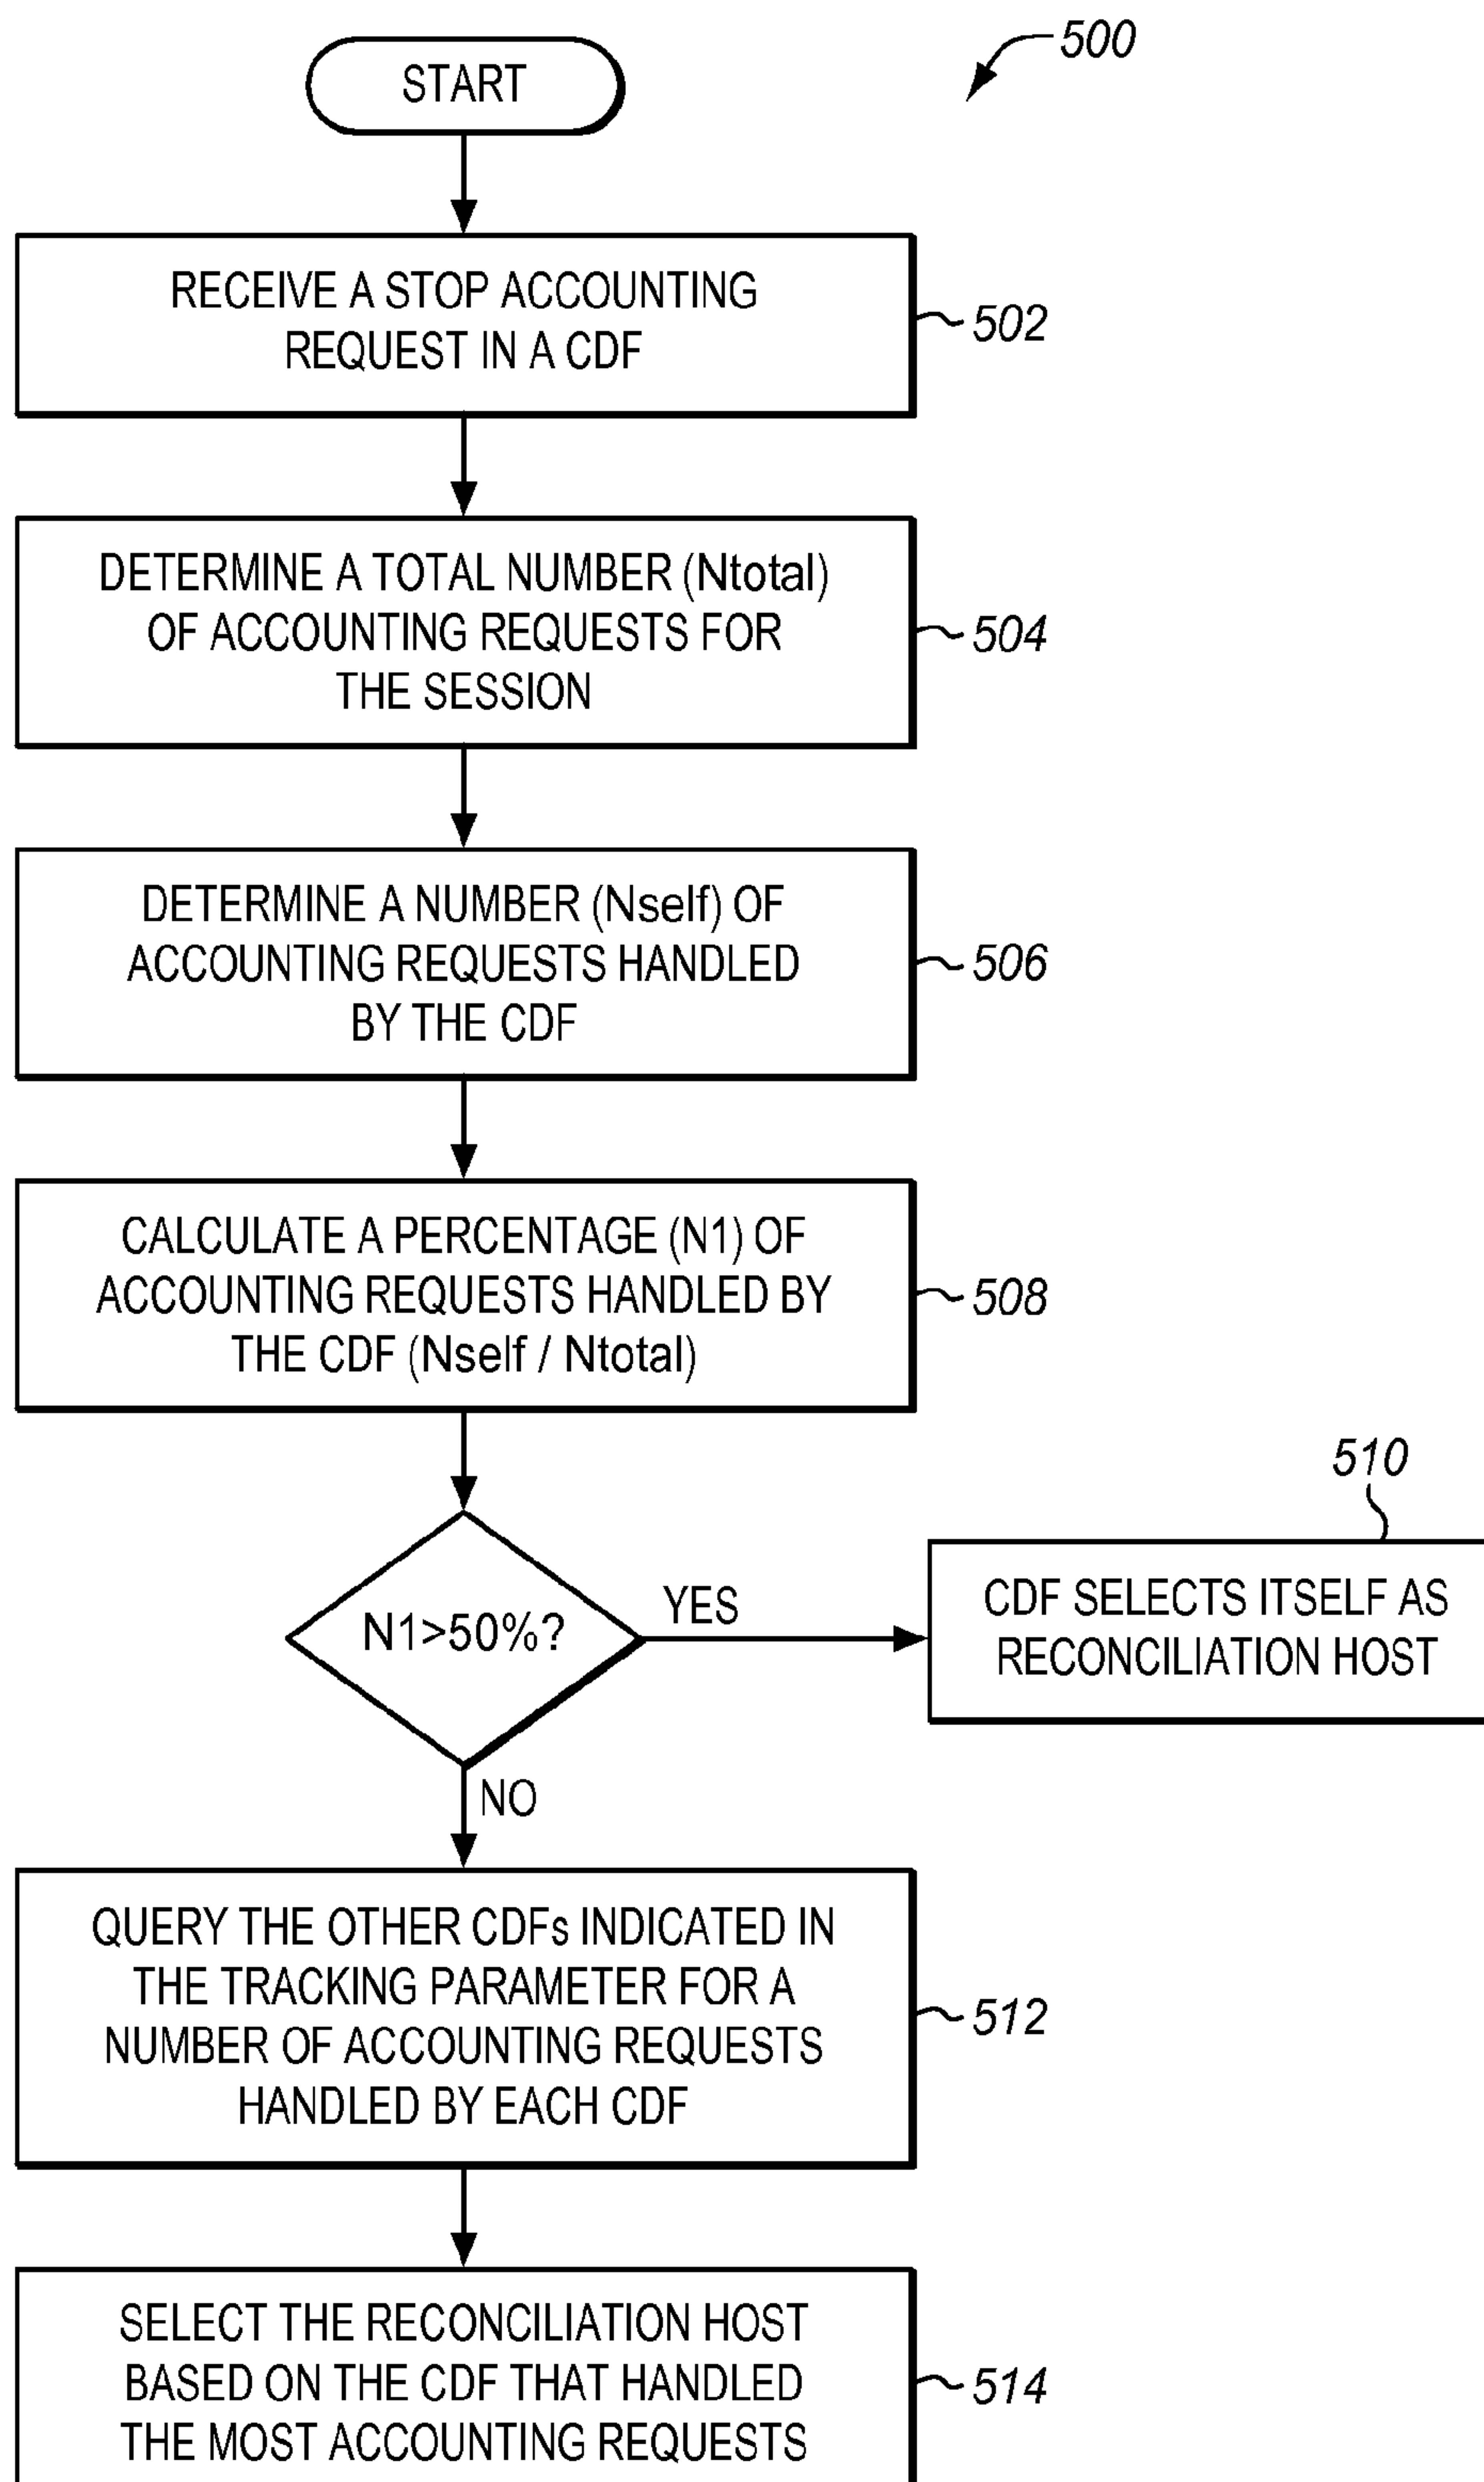 START
500
RECEIVE A STOP ACCOUNTING
REQUEST IN A CDF
502
DETERMINE A TOTAL NUMBER (Ntotal)
OF ACCOUNTING REQUESTS FOR
THE SESSION
504
DETERMINE A NUMBER (Nself) OF
ACCOUNTING REQUESTS HANDLED
BY THE CDF
506
CALCULATE A PERCENTAGE (N1) OF
ACCOUNTING REQUESTS HANDLED BY
THE CDF (Nself / Ntotal)
508
N1>50%?
YES
510
CDF SELECTS ITSELF AS
RECONCILIATION HOST
NO
QUERY THE OTHER CDFs INDICATED IN
THE TRACKING PARAMETER FOR A
NUMBER OF ACCOUNTING REQUESTS
HANDLED BY EACH CDF
512
SELECT THE RECONCILIATION HOST
BASED ON THE CDF THAT HANDLED
THE MOST ACCOUNTING REQUESTS
514